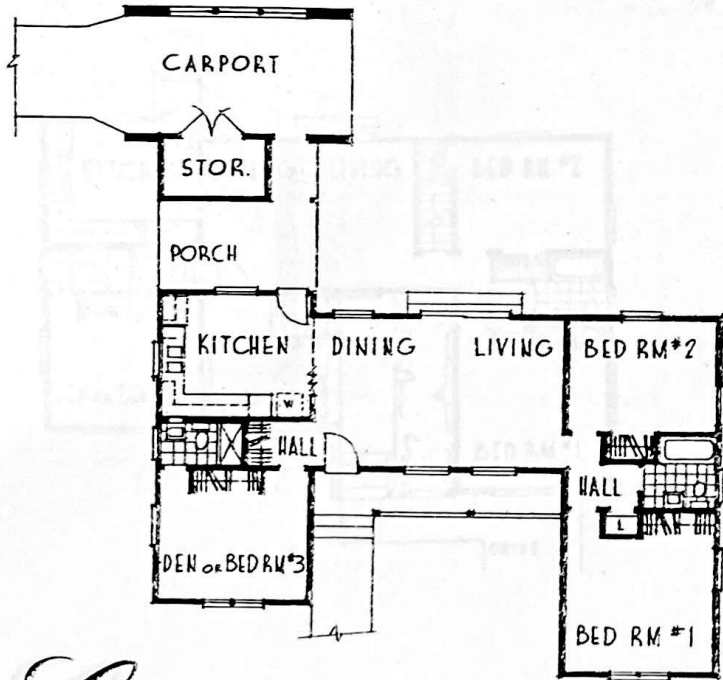 CARPORT
STOR.
PORCH
KITCHEN
DINING
LIVING
BED RM #2
W
HALL
HALL
L
DEN OR BED RM #3
BED RM #1